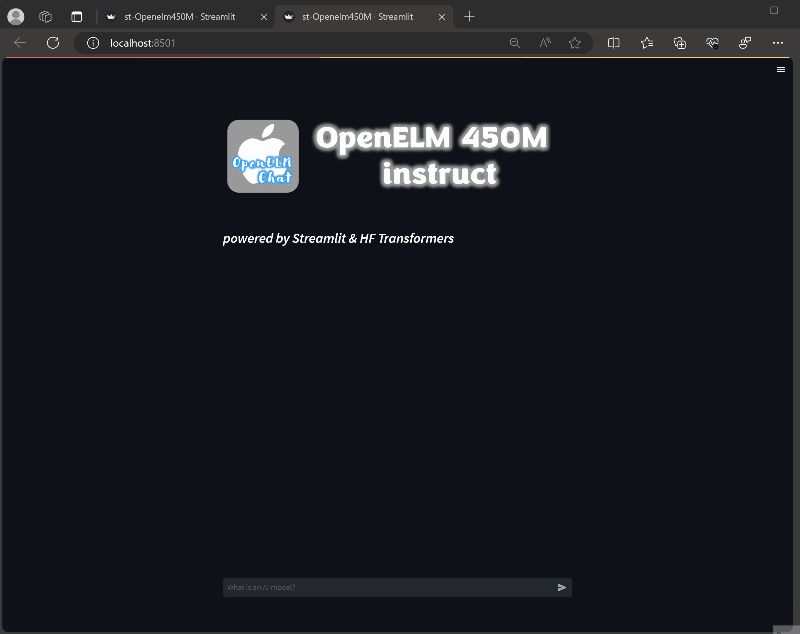 st-Openelm450M · Streamlit
st-Openelm450M · Streamlit
localhost:8501
OpenELM
Chat
OpenELM 450M
instruct
powered by Streamlit & HF Transformers
What is an AI model?